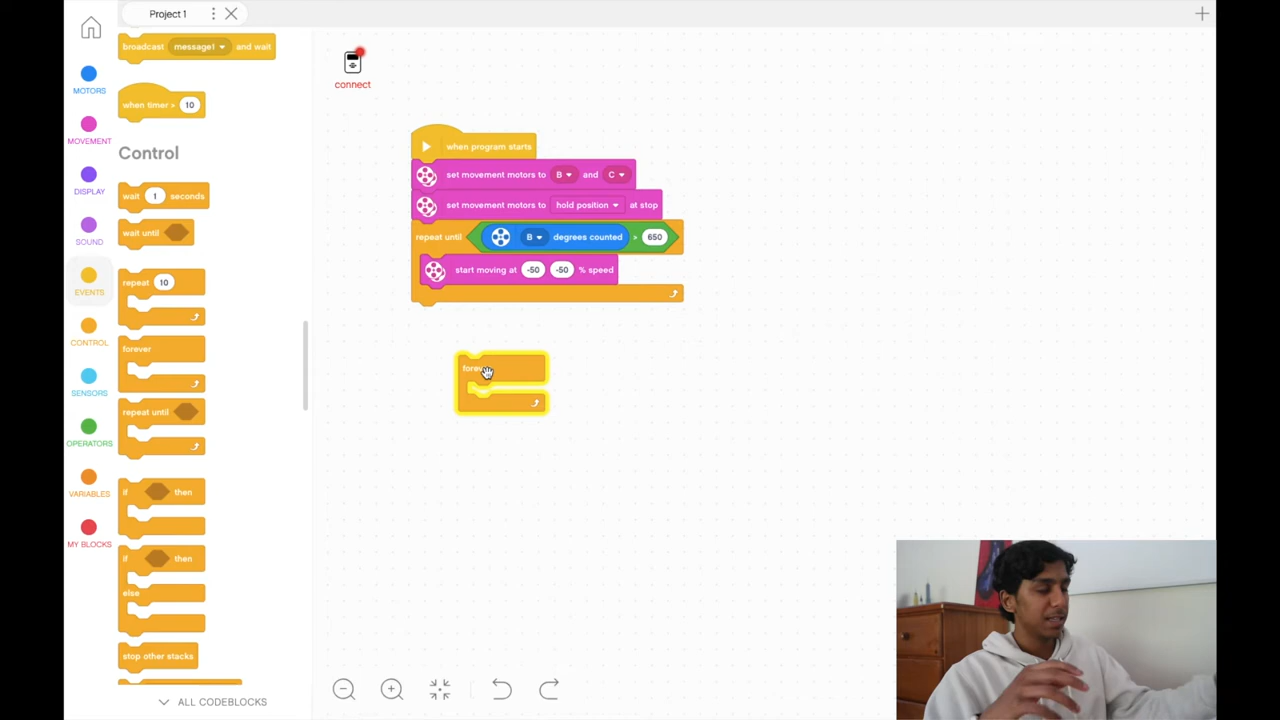 Project 1
MOTORS
MOVEMENT
DISPLAY
SOUND
EVENTS
CONTROL
SENSORS
OPERATORS
VARIABLES
MY BLOCKS
broadcast message1 and wait
when timer > 10
Control
wait 1 seconds
wait until
repeat 10
forever
repeat until
if then
if then
else
stop other stacks
ALL CODEBLOCKS
connect
when program starts
set movement motors to B and C
set movement motors to hold position at stop
repeat until B degrees counted > 650
start moving at -50 -50 % speed